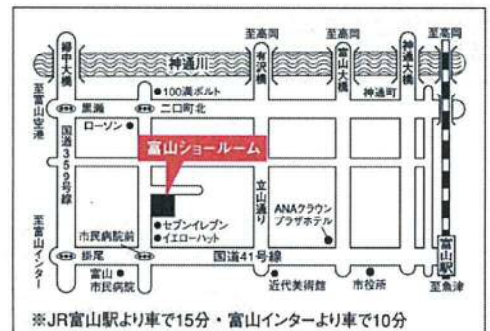 至高岡
至高岡
至高岡
婦中大橋
神通川
有沢橋
富山大橋
神通大橋
至富山空港
●100満ボルト
神通町
黒瀬
二口町北
ローソン●
富山ショールーム
国道359号線
立山通り
ANAクラウン
プラザホテル
●セブンイレブン
●イエローハット
市民病院前
至富山インター
掛尾
国道41号線
富山駅
富山●
市民病院
近代美術館
市役所
至魚津
※JR富山駅より車で15分・富山インターより車で10分